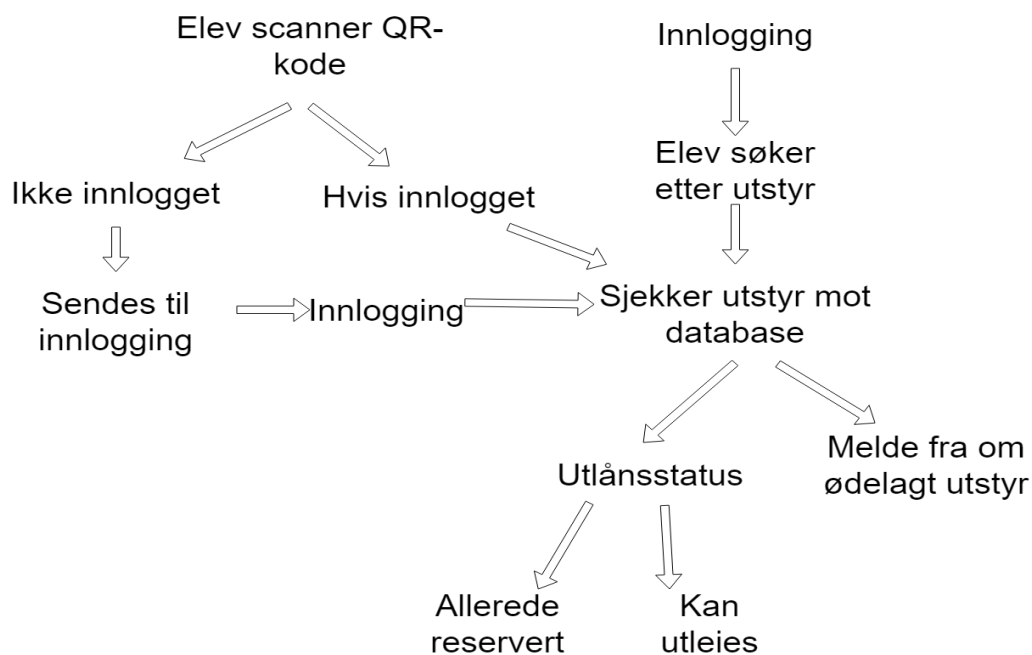 Elev scanner QR-
kode
Innlogging
Elev søker
etter utstyr
Ikke innlogget
Hvis innlogget
Sendes til
innlogging
Innlogging
Sjekker utstyr mot
database
Utlånsstatus
Melde fra om
ødelagt utstyr
Allerede
reservert
Kan
utleies